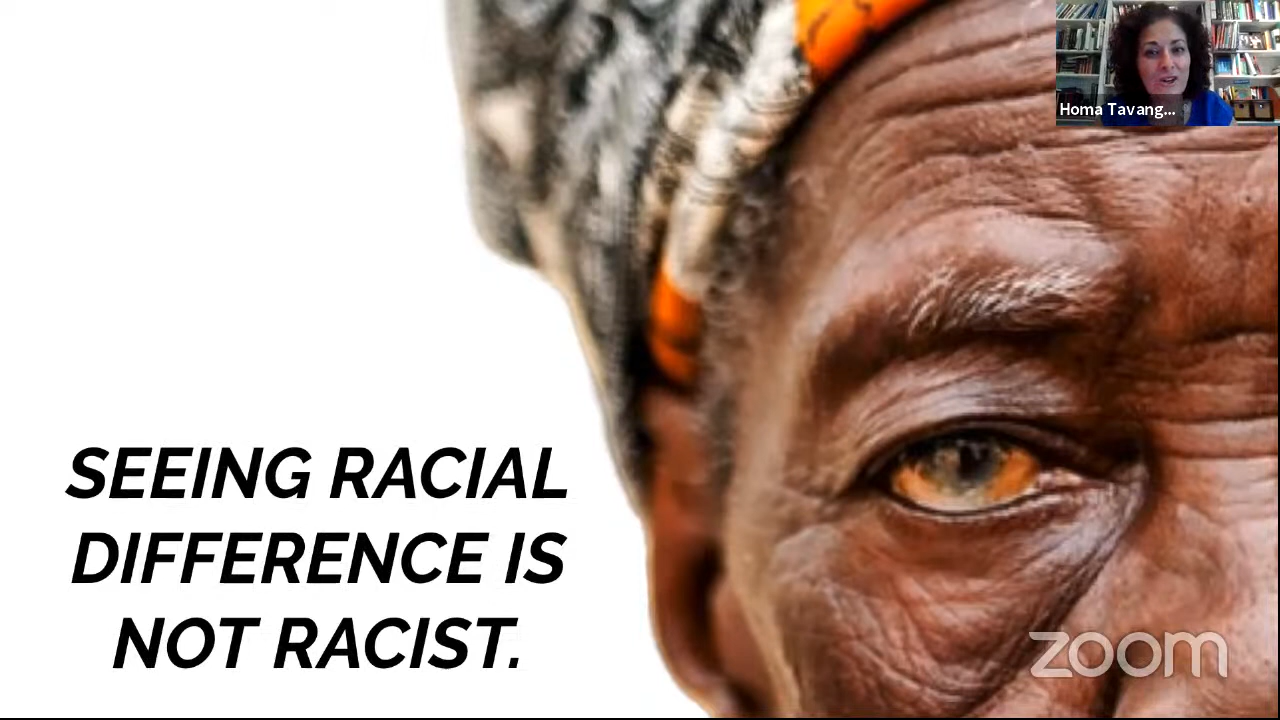 Homa Tavang...
SEEING RACIAL
DIFFERENCE IS
NOT RACIST.
zoom